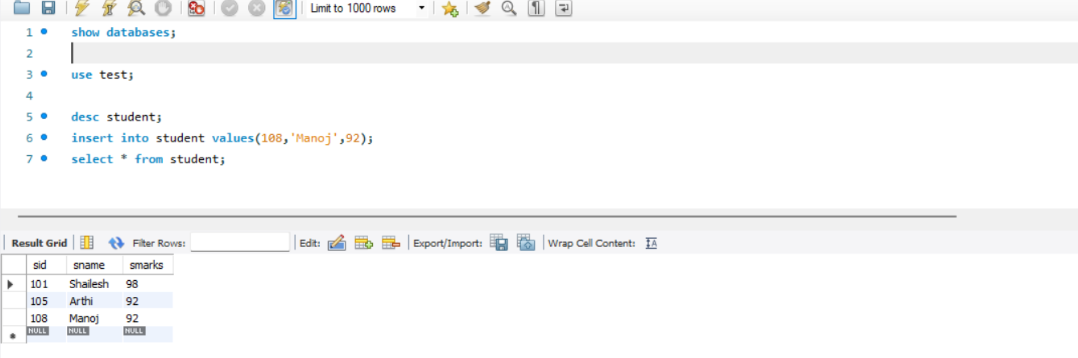 Limit to 1000 rows
1 show databases;
2
3 use test;
4
5 desc student;
6 insert into student values(108,'Manoj',92);
7 select * from student;
Result Grid Filter Rows: Edit: Export/Import: Wrap Cell Content: IA
sid sname smarks
101 Shailesh 98
105 Arthi 92
108 Manoj 92
NULL NULL NULL